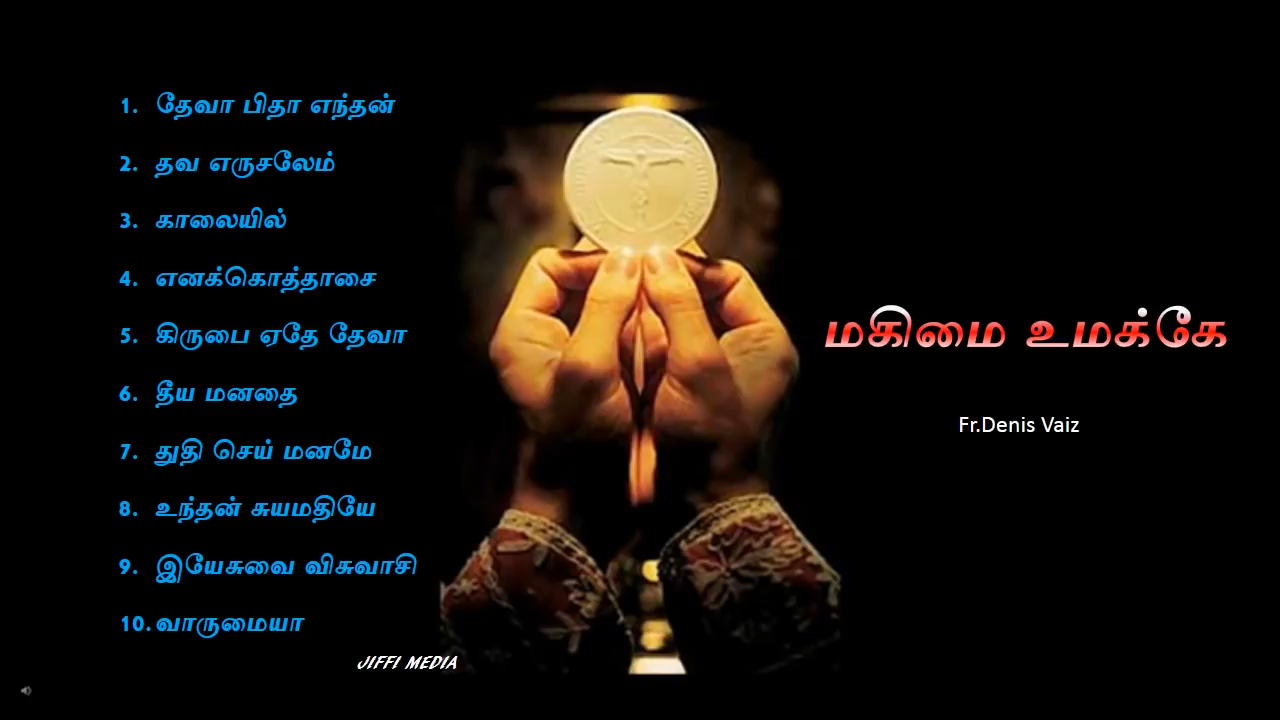 1. தேவா பிதா எந்தன்
2. தவ எருசலேம்
3. காலையில்
4. எனக்கொத்தாசை
5. கிருபை ஏதே தேவா
6. தீய மனதை
7. துதி செய் மனமே
8. உந்தன் சுயமதியே
9. இயேசுவை விசுவாசி
10. வாருமையா
JIFFI MEDIA
மகிமை உமக்கே
Fr.Denis Vaiz